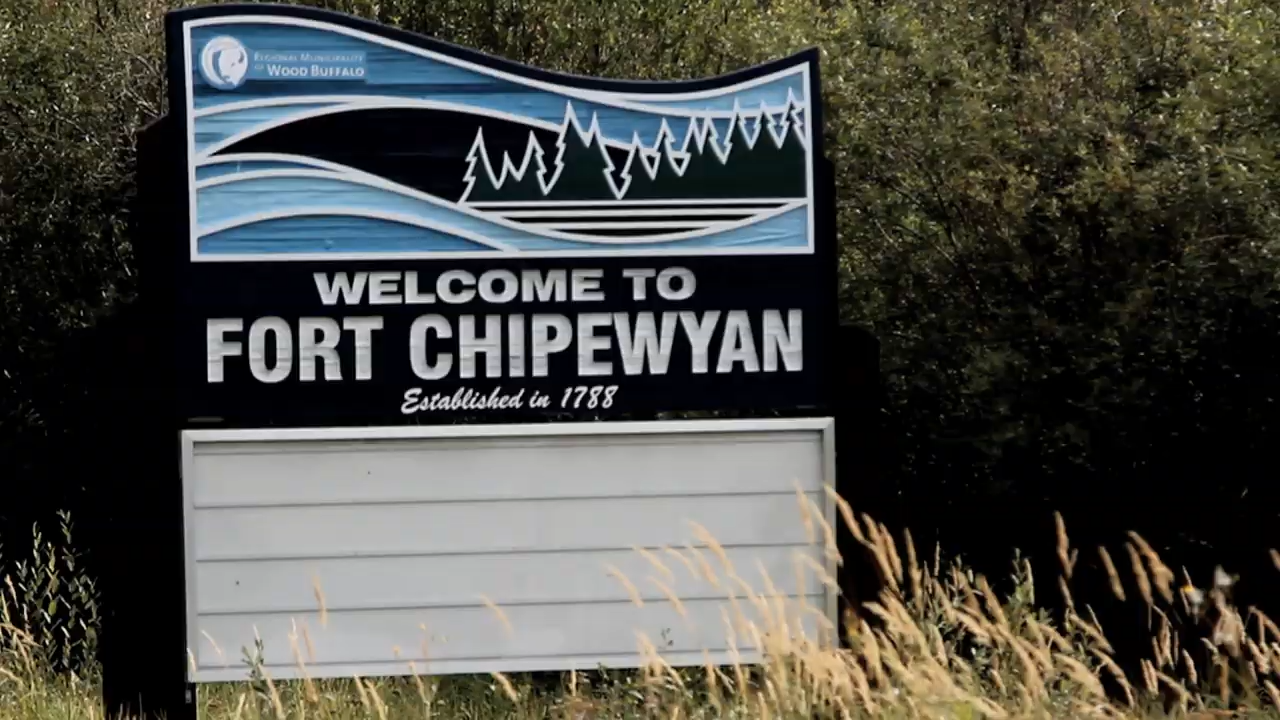 REGIONAL MUNICIPALITY
OF WOOD BUFFALO
WELCOME TO
FORT CHIPEWYAN
Established in 1788